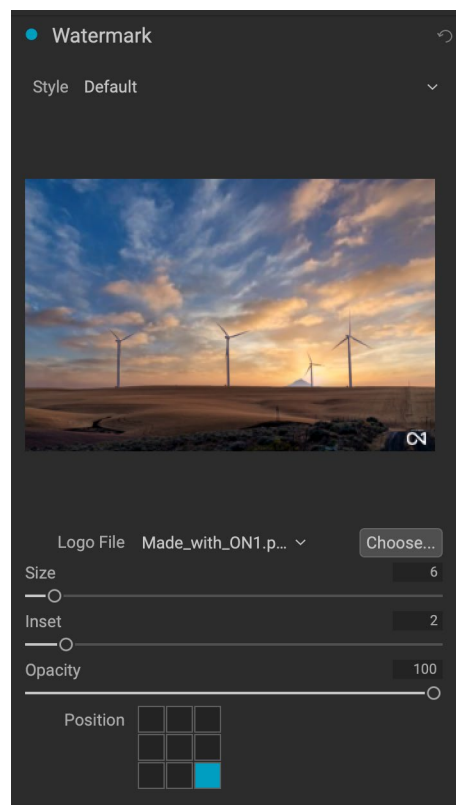 Watermark
Style Default
Logo File Made_with_ON1.p... Choose...
Size 6
Inset 2
Opacity 100
Position